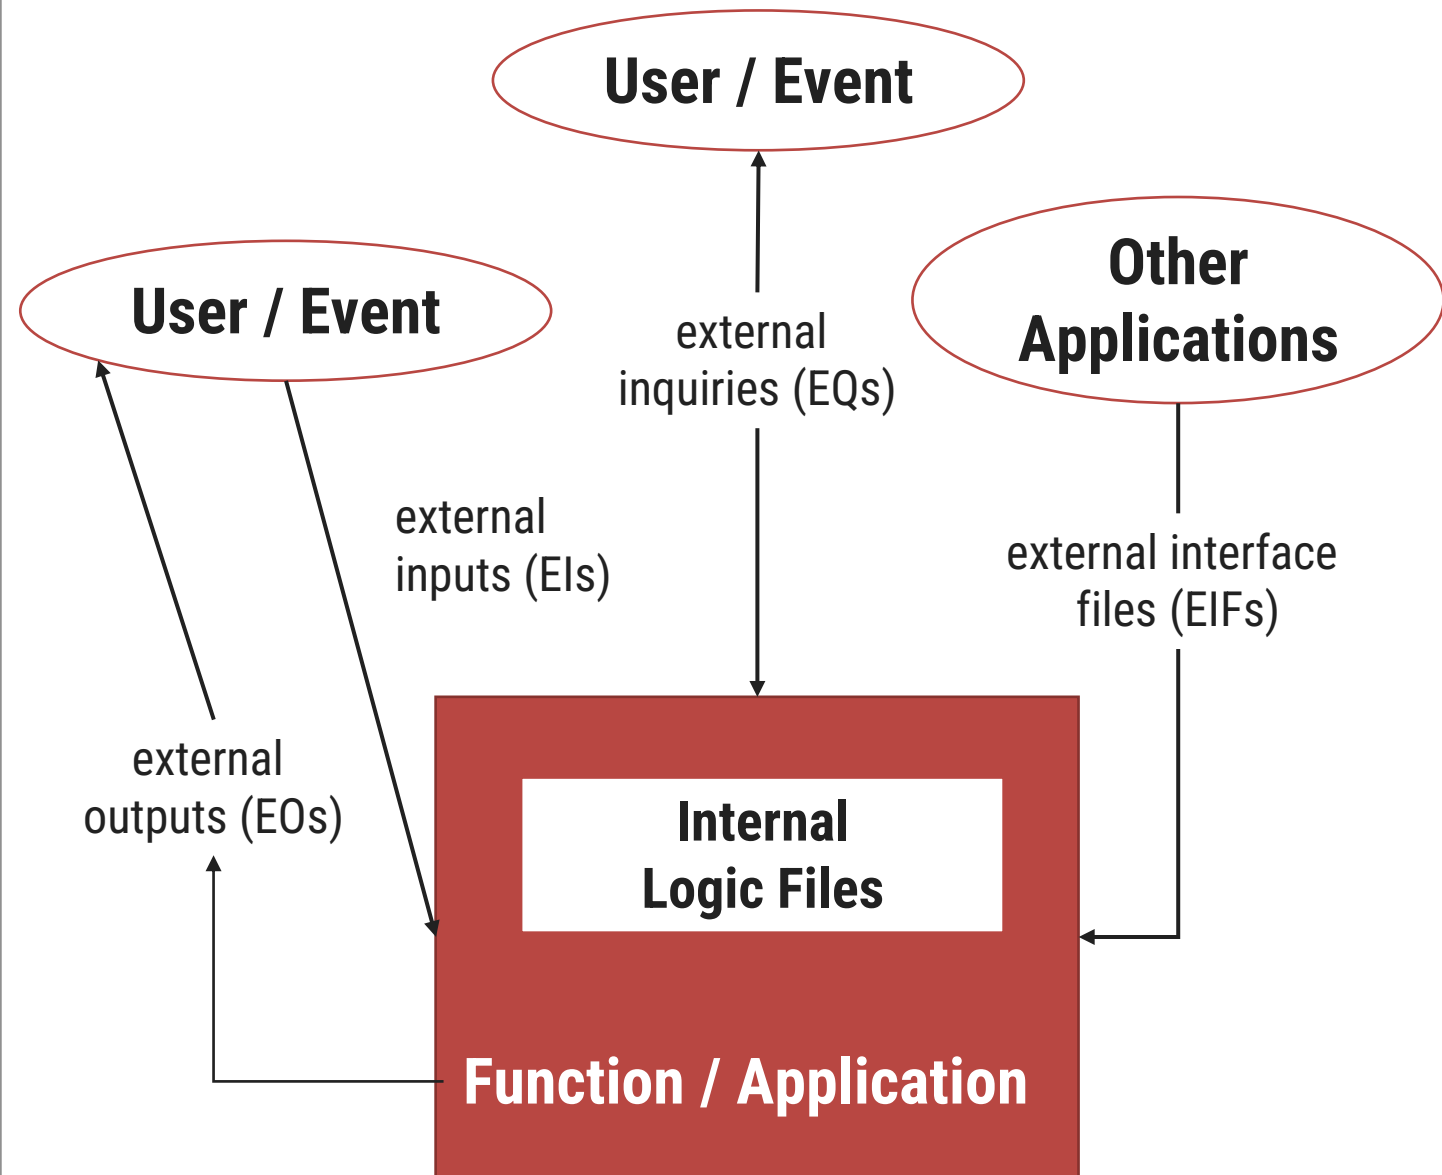 User / Event
User / Event
Other
Applications
external
inquiries (EQs)
external
inputs (EIs)
external interface
files (EIFs)
external
outputs (EOs)
Internal
Logic Files
Function / Application